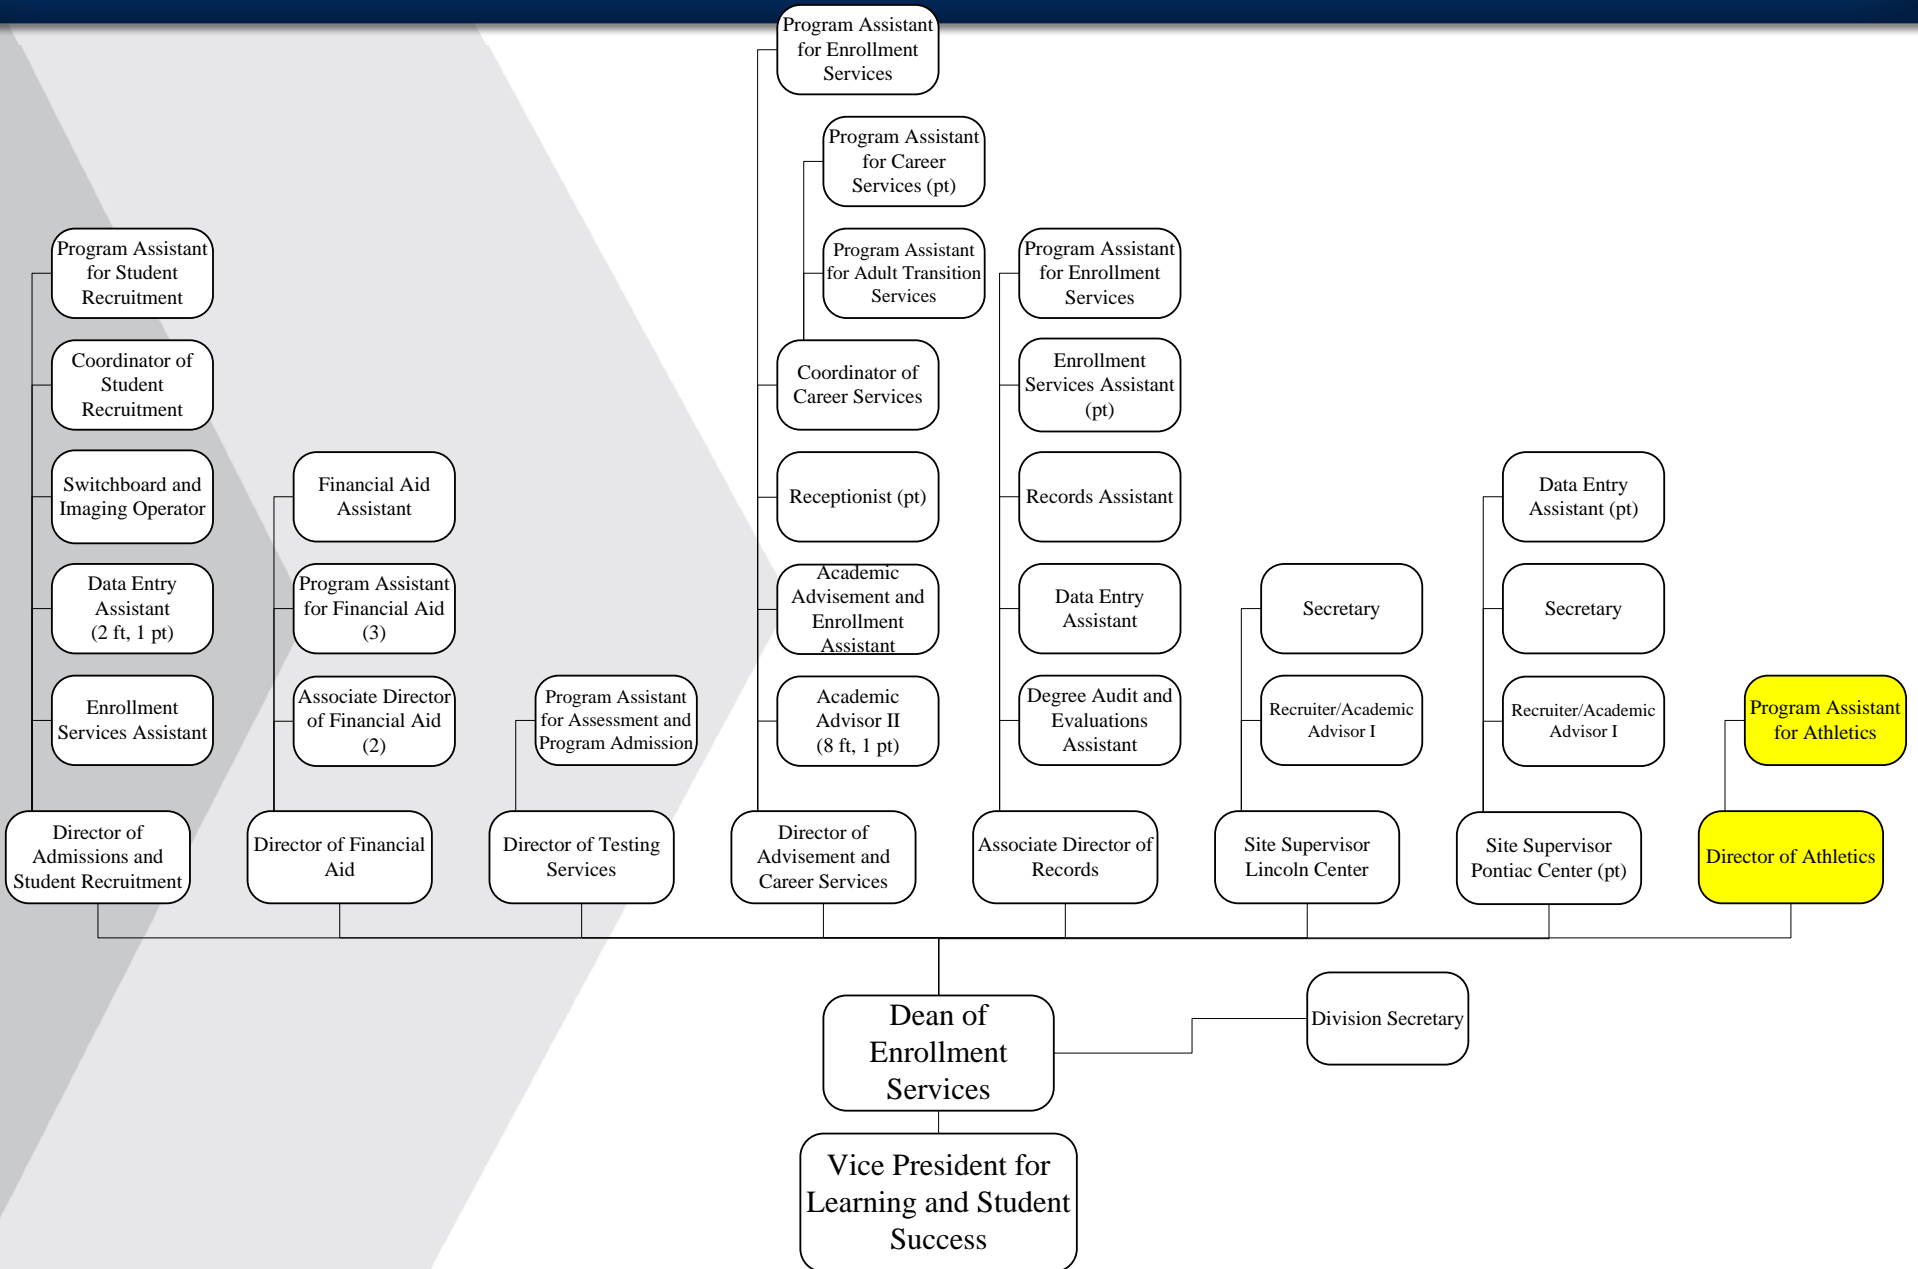 Program Assistant
for Enrollment
Services
Program Assistant
for Career
Services (pt)
Program Assistant
for Student
Recruitment
Program Assistant
for Adult Transition
Services
Program Assistant
for Enrollment
Services
Coordinator of
Student
Recruitment
Coordinator of
Career Services
Enrollment
Services Assistant
(pt)
Switchboard and
Imaging Operator
Financial Aid
Assistant
Receptionist (pt)
Records Assistant
Data Entry
Assistant (pt)
Data Entry
Assistant
(2 ft, 1 pt)
Program Assistant
for Financial Aid
(3)
Academic
Advisement and
Enrollment
Assistant
Data Entry
Assistant
Secretary
Secretary
Enrollment
Services Assistant
Associate Director
of Financial Aid
(2)
Program Assistant
for Assessment and
Program Admission
Academic
Advisor II
(8 ft, 1 pt)
Degree Audit and
Evaluations
Assistant
Recruiter/Academic
Advisor I
Recruiter/Academic
Advisor I
Program Assistant
for Athletics
Director of
Admissions and
Student Recruitment
Director of Financial
Aid
Director of Testing
Services
Director of
Advisement and
Career Services
Associate Director of
Records
Site Supervisor
Lincoln Center
Site Supervisor
Pontiac Center (pt)
Director of Athletics
Dean of
Enrollment
Services
Division Secretary
Vice President for
Learning and Student
Success